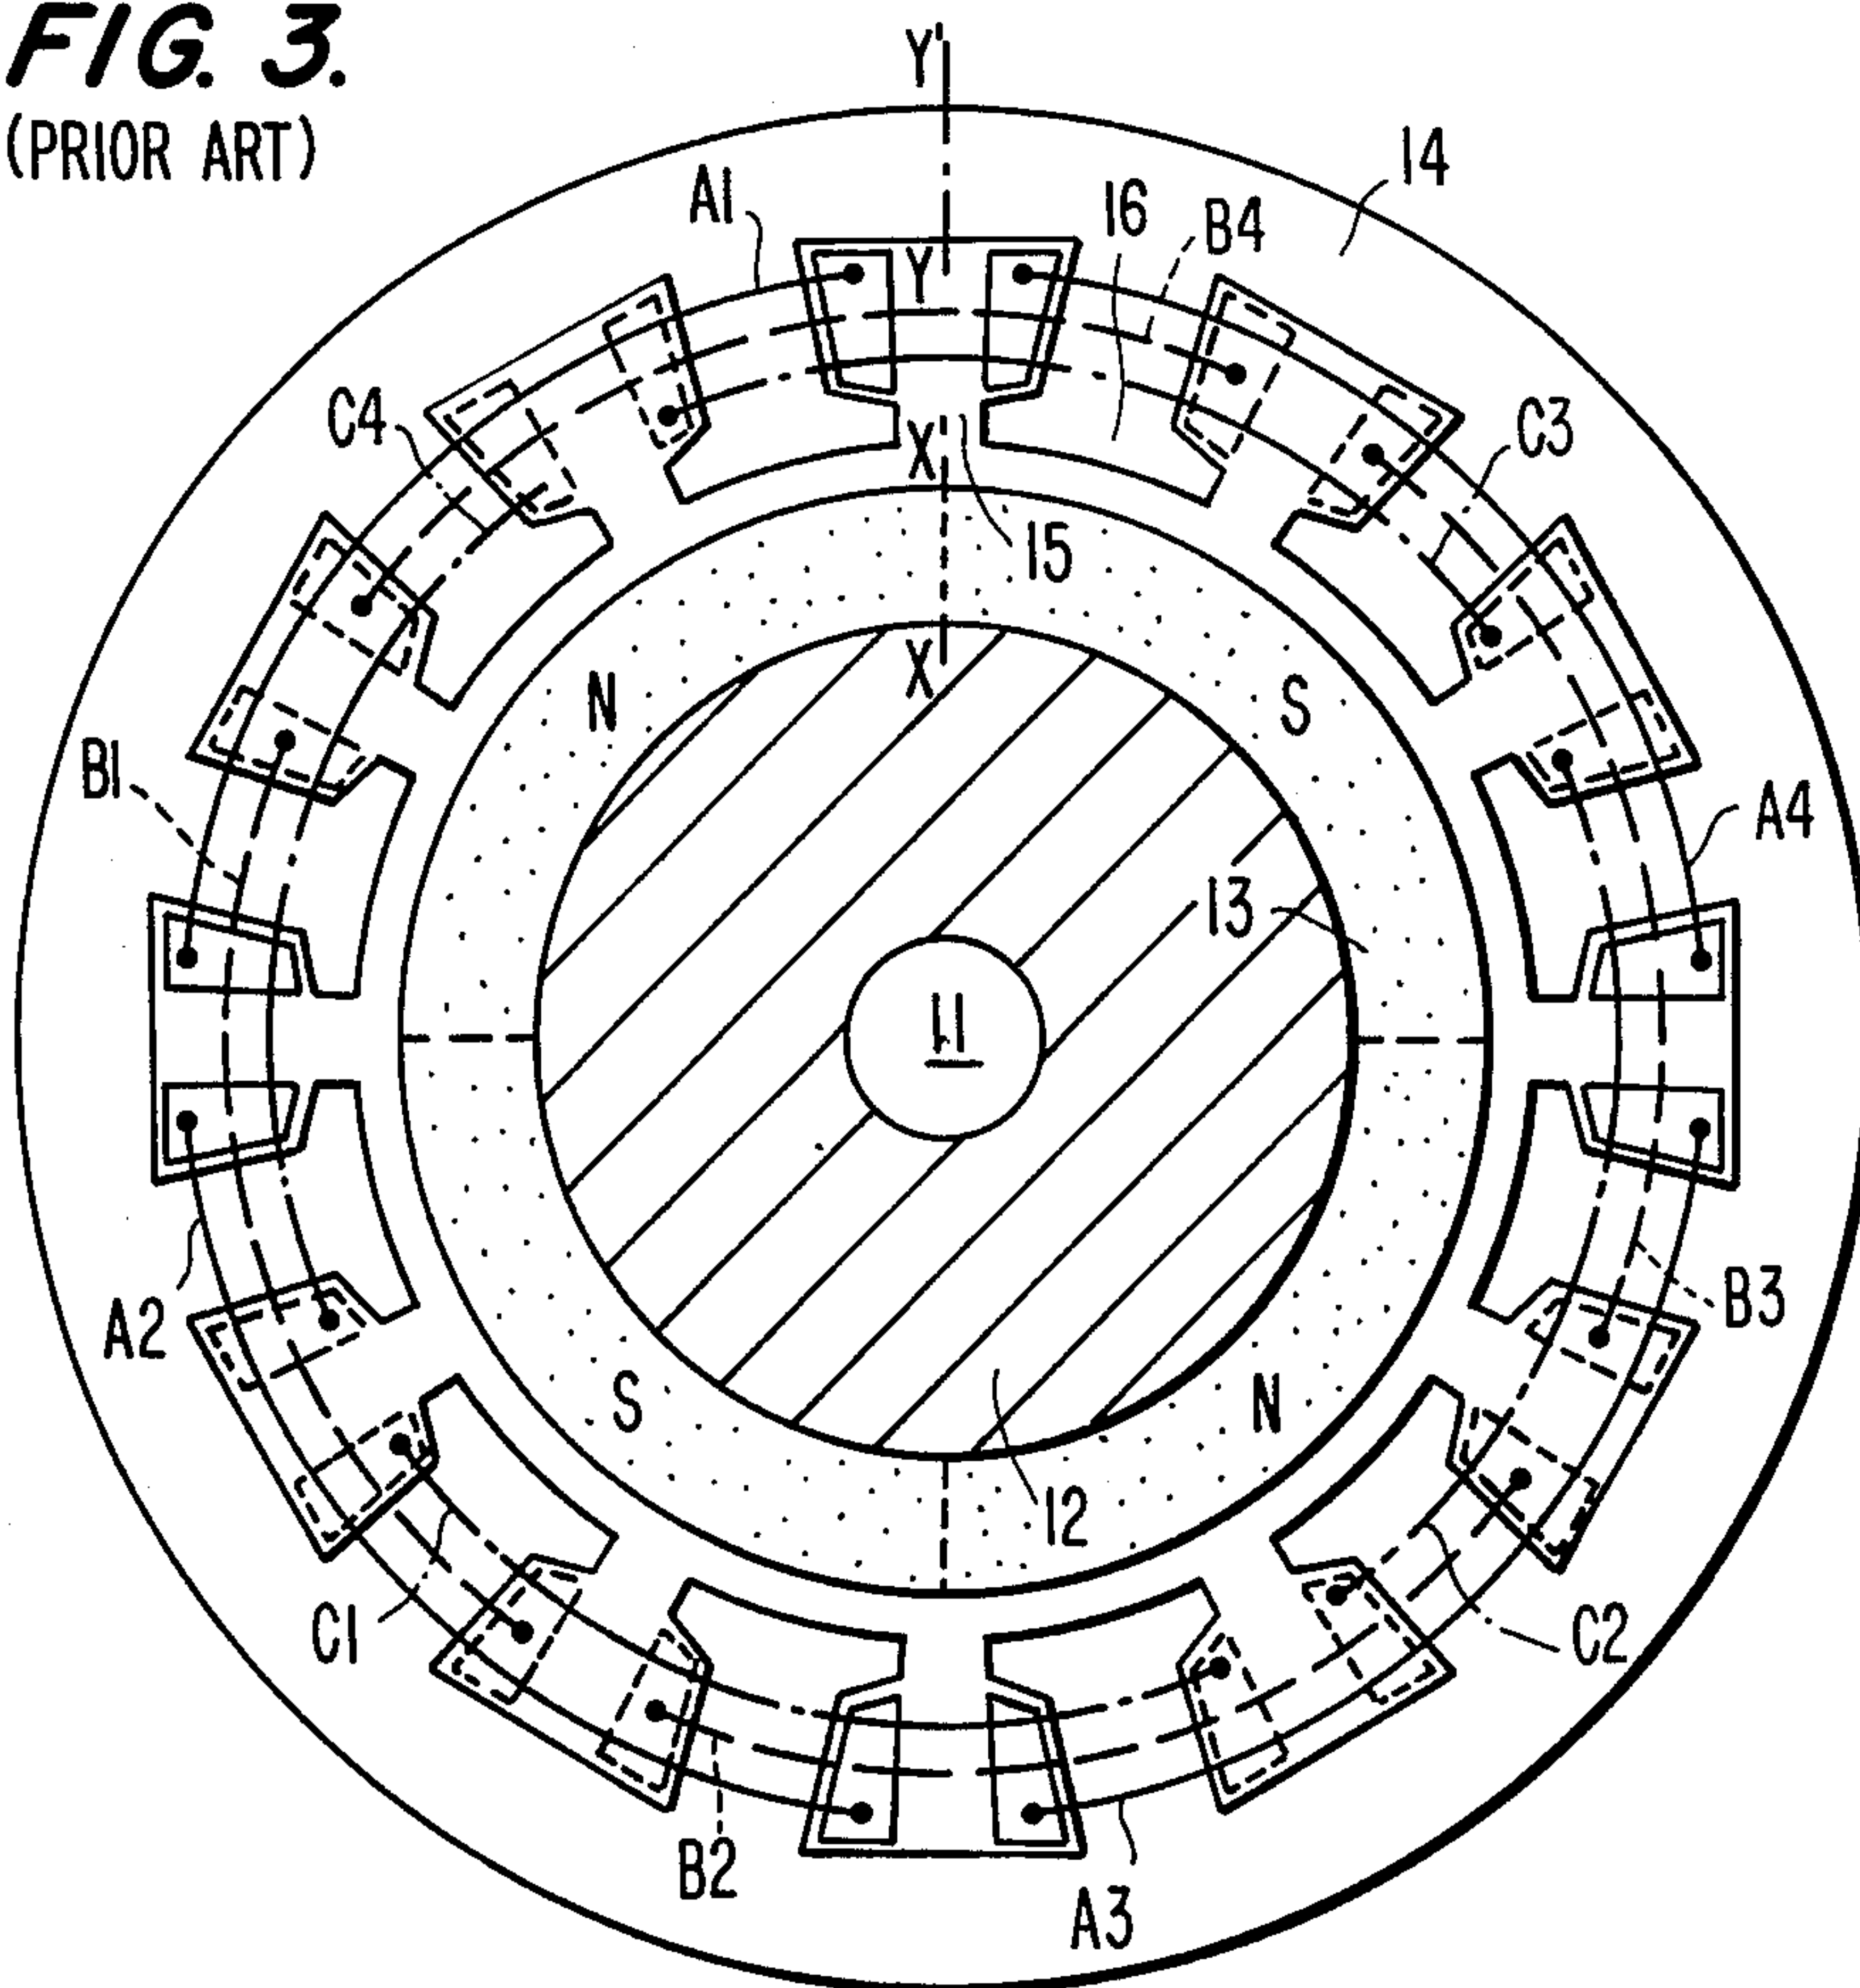 FIG. 3.
(PRIOR ART)
Y'
14
A1
16
B4
Y
C4
C3
X'
15
X
N
S
B1
A4
13
11
A2
B3
S
N
12
C1
C2
B2
A3